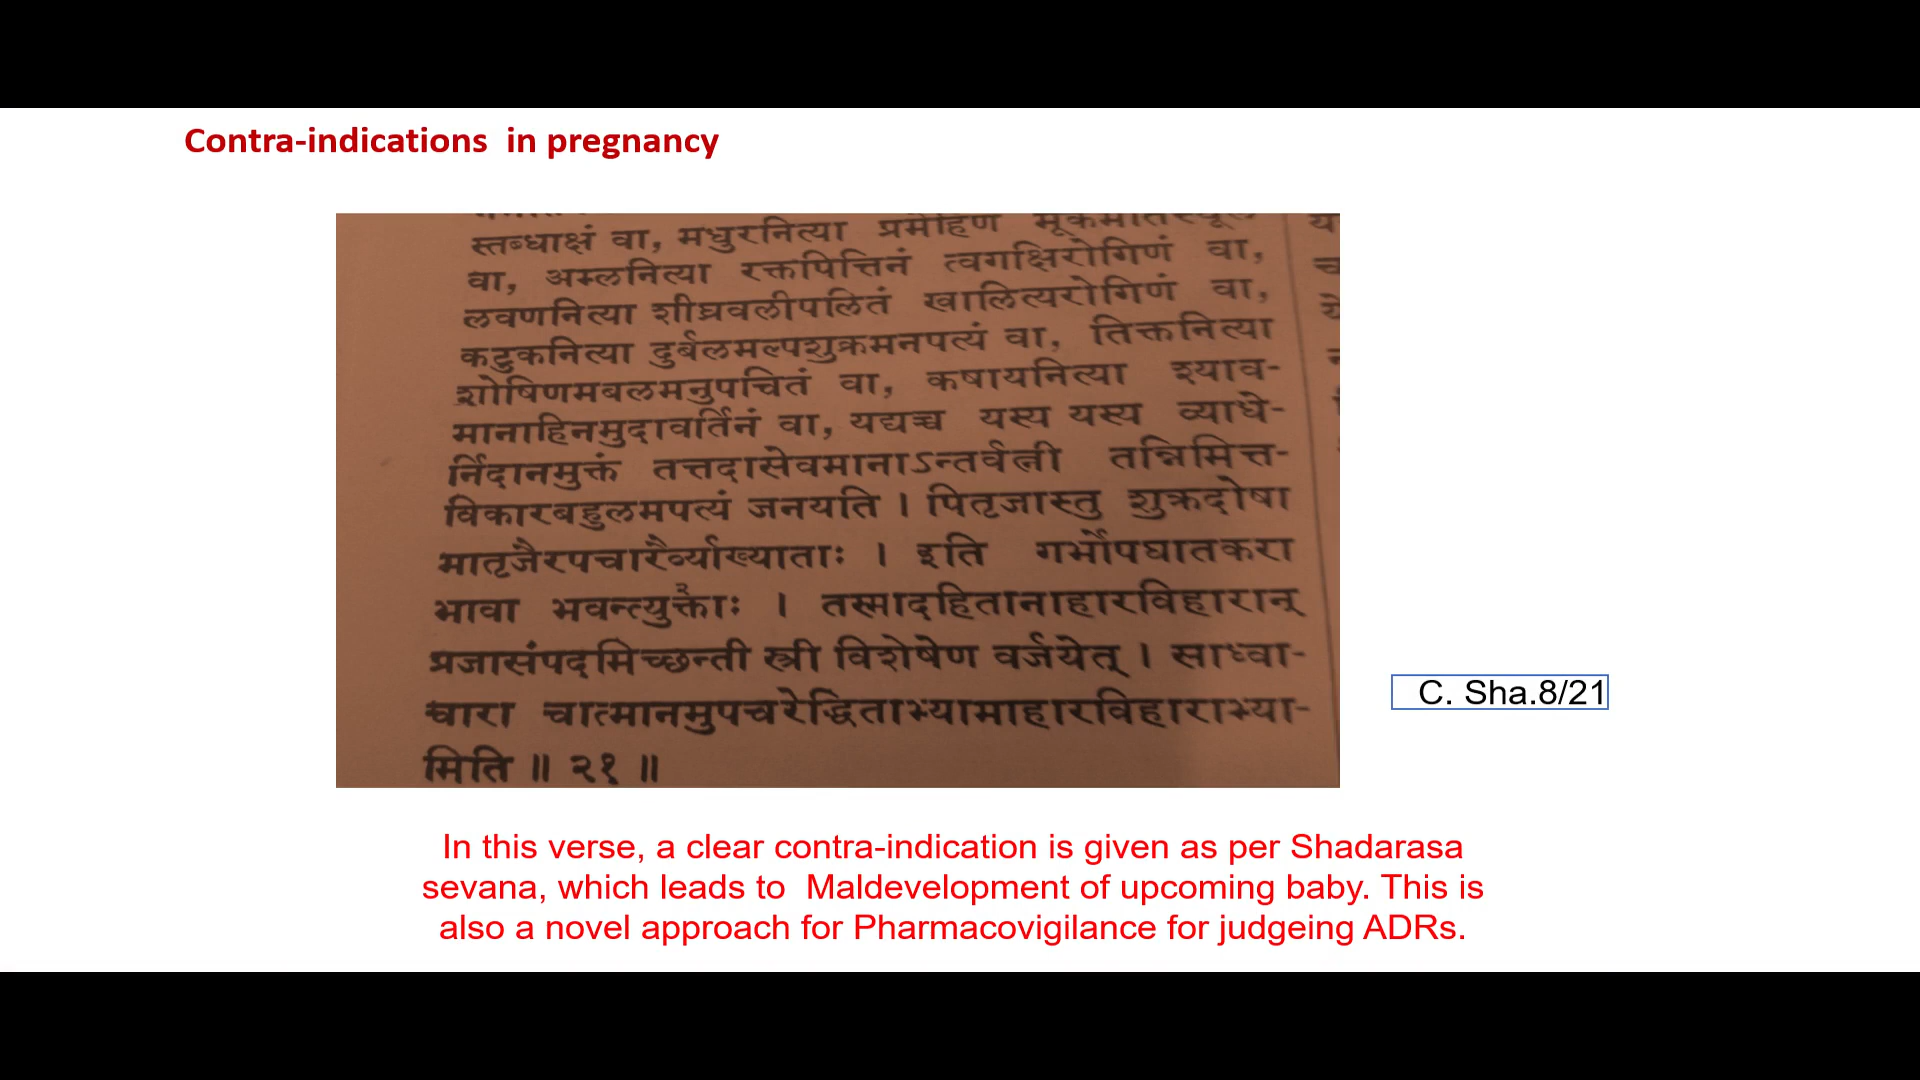 Contra-indications in pregnancy
स्तब्धाक्षं वा, मधुरनित्या प्रमेहिणं
वा, अम्लनित्या रक्तपित्तिनं त्वगक्षिरोगिणं वा,
लवणनित्या शीघ्रवलीपलितं खालित्यरोगिणं वा,
कटुकनित्या दुर्बलमल्पशुक्रमनपत्यं वा, तिक्तनित्या
शोषिणमबलमनुपचितं वा, कषायनित्या श्याव-
मानाहिनमुदावर्तिनं वा, यद्यच्च यस्य यस्य व्याधे-
र्निदानमुक्तं तत्तदासेवमानाऽन्तर्वत्नी तन्निमित्त-
विकारबहुलमपत्यं जनयति । पितृजास्तु शुक्रदोषा
मातृजैरपचारैर्व्याख्याताः । इति गर्भोपघातकरा
भावा भवन्त्युक्ताः २ । तस्मादहितानाहारविहारान्
प्रजासंपदमिच्छन्ती स्त्री विशेषेण वर्जयेत् । साध्वा-
चारा चात्मानमुपचरेद्धिताभ्यामाहारविहाराभ्या-
मिति ॥ २१ ॥
C. Sha.8/21
In this verse, a clear contra-indication is given as per Shadarasa
sevana, which leads to Maldevelopment of upcoming baby. This is
also a novel approach for Pharmacovigilance for judgeing ADRs.